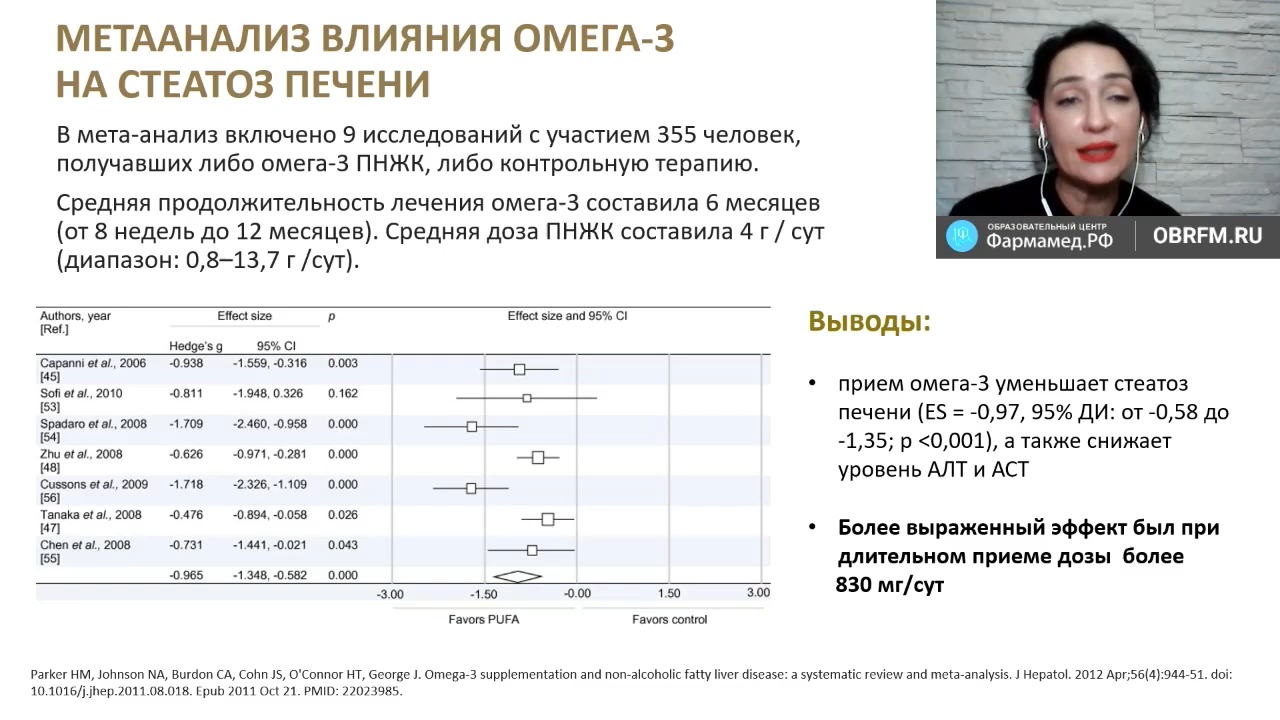 МЕТААНАЛИЗ ВЛИЯНИЯ ОМЕГА-3
НА СТЕАТОЗ ПЕЧЕНИ
В мета-анализ включено 9 исследований с участием 355 человек,
получавших либо омега-3 ПНЖК, либо контрольную терапию.
Средняя продолжительность лечения омега-3 составила 6 месяцев
(от 8 недель до 12 месяцев). Средняя доза ПНЖК составила 4 г / сут
(диапазон: 0,8–13,7 г /сут).
ОБРАЗОВАТЕЛЬНЫЙ ЦЕНТР
Фармамед.РФ
OBRFM.RU
Authors, year Effect size p Effect size and 95% CI
[Ref.]
Hedge's g 95% CI
Capanni et al., 2006 -0.938 -1.559, -0.316 0.003
[45]
Sofi et al., 2010 -0.811 -1.948, 0.326 0.162
[53]
Spadaro et al., 2008 -1.709 -2.460, -0.958 0.000
[54]
Zhu et al., 2008 -0.626 -0.971, -0.281 0.000
[48]
Cussons et al., 2009 -1.718 -2.326, -1.109 0.000
[56]
Tanaka et al., 2008 -0.476 -0.894, -0.058 0.026
[47]
Chen et al., 2008 -0.731 -1.441, -0.021 0.043
[55]
-0.965 -1.348, -0.582 0.000
-3.00 -1.50 -0.00 1.50 3.00
Favors PUFA Favors control
Выводы:
• прием омега-3 уменьшает стеатоз
печени (ES = -0,97, 95% ДИ: от -0,58 до
-1,35; p <0,001), а также снижает
уровень АЛТ и АСТ
• Более выраженный эффект был при
длительном приеме дозы более
830 мг/сут
Parker HM, Johnson NA, Burdon CA, Cohn JS, O'Connor HT, George J. Omega-3 supplementation and non-alcoholic fatty liver disease: a systematic review and meta-analysis. J Hepatol. 2012 Apr;56(4):944-51. doi:
10.1016/j.jhep.2011.08.018. Epub 2011 Oct 21. PMID: 22023985.